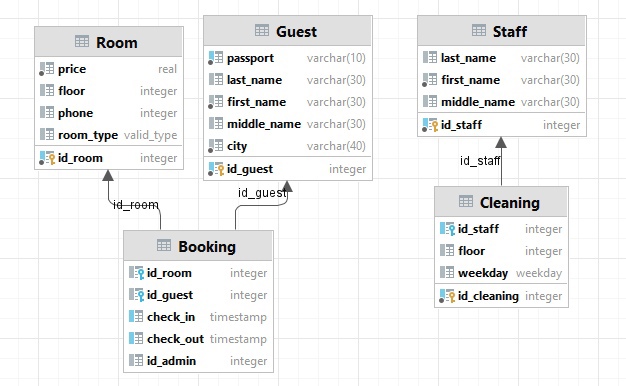 Room
price real
floor integer
phone integer
room_type valid_type
id_room integer
Guest
passport varchar(10)
last_name varchar(30)
first_name varchar(30)
middle_name varchar(30)
city varchar(40)
id_guest integer
Staff
last_name varchar(30)
first_name varchar(30)
middle_name varchar(30)
id_staff integer
id_room
id_guest
id_staff
Booking
id_room integer
id_guest integer
check_in timestamp
check_out timestamp
id_admin integer
Cleaning
id_staff integer
floor integer
weekday weekday
id_cleaning integer